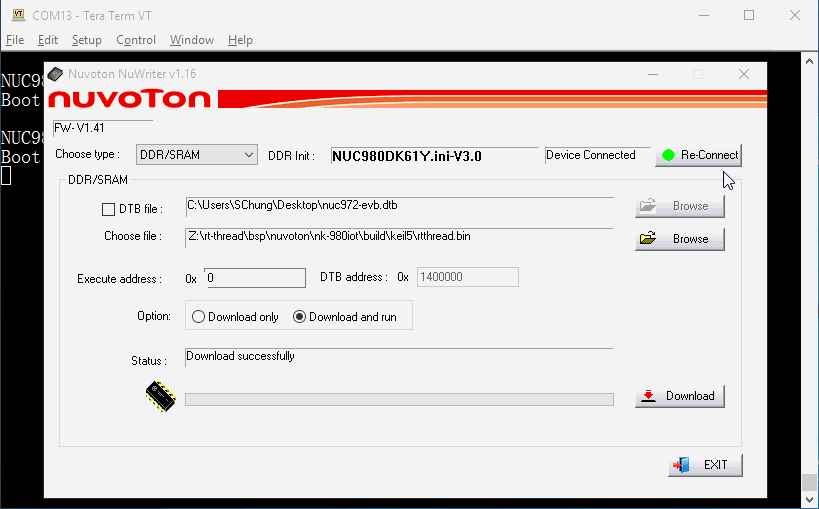 VT COM13 - Tera Term VT
File Edit Setup Control Window Help
NUC98
Boot
NUC98
Boot
Nuvoton NuWriter v1.16
nuvoTon
FW- V1.41
Choose type : DDR/SRAM DDR Init : NUC980DK61Y.ini-V3.0 Device Connected Re-Connect
DDR/SRAM
DTB file : C:\Users\SChung\Desktop\nuc972-evb.dtb Browse
Choose file : Z:\rt-thread\bsp\nuvoton\nk-980iot\build\keil5\rtthread.bin Browse
Execute address : 0x 0 DTB address : 0x 1400000
Option: Download only Download and run
Status : Download successfully
Download
EXIT